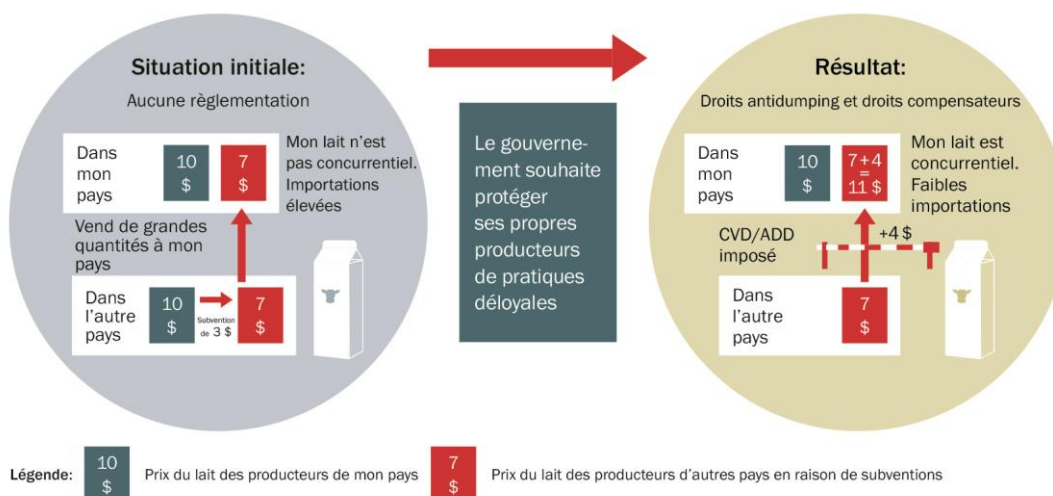 Situation initiale:
Aucune règlementation
Dans
mon
pays
10
$
7
$
Mon lait n'est
pas concurrentiel.
Importations
élevées
Vend de grandes
quantités à mon
pays
Dans
l'autre
pays
10
$
Subvention
de 3 $
7
$
Le gouverne-
ment souhaite
protéger
ses propres
producteurs
de pratiques
déloyales
Résultat:
Droits antidumping et droits compensateurs
Dans
mon
pays
10
$
7+4
=
11 $
Mon lait est
concurrentiel.
Faibles
importations
CVD/ADD
imposé
+4 $
Dans
l'autre
pays
7
$
Légende:
10
$
Prix du lait des producteurs de mon pays
7
$
Prix du lait des producteurs d'autres pays en raison de subventions